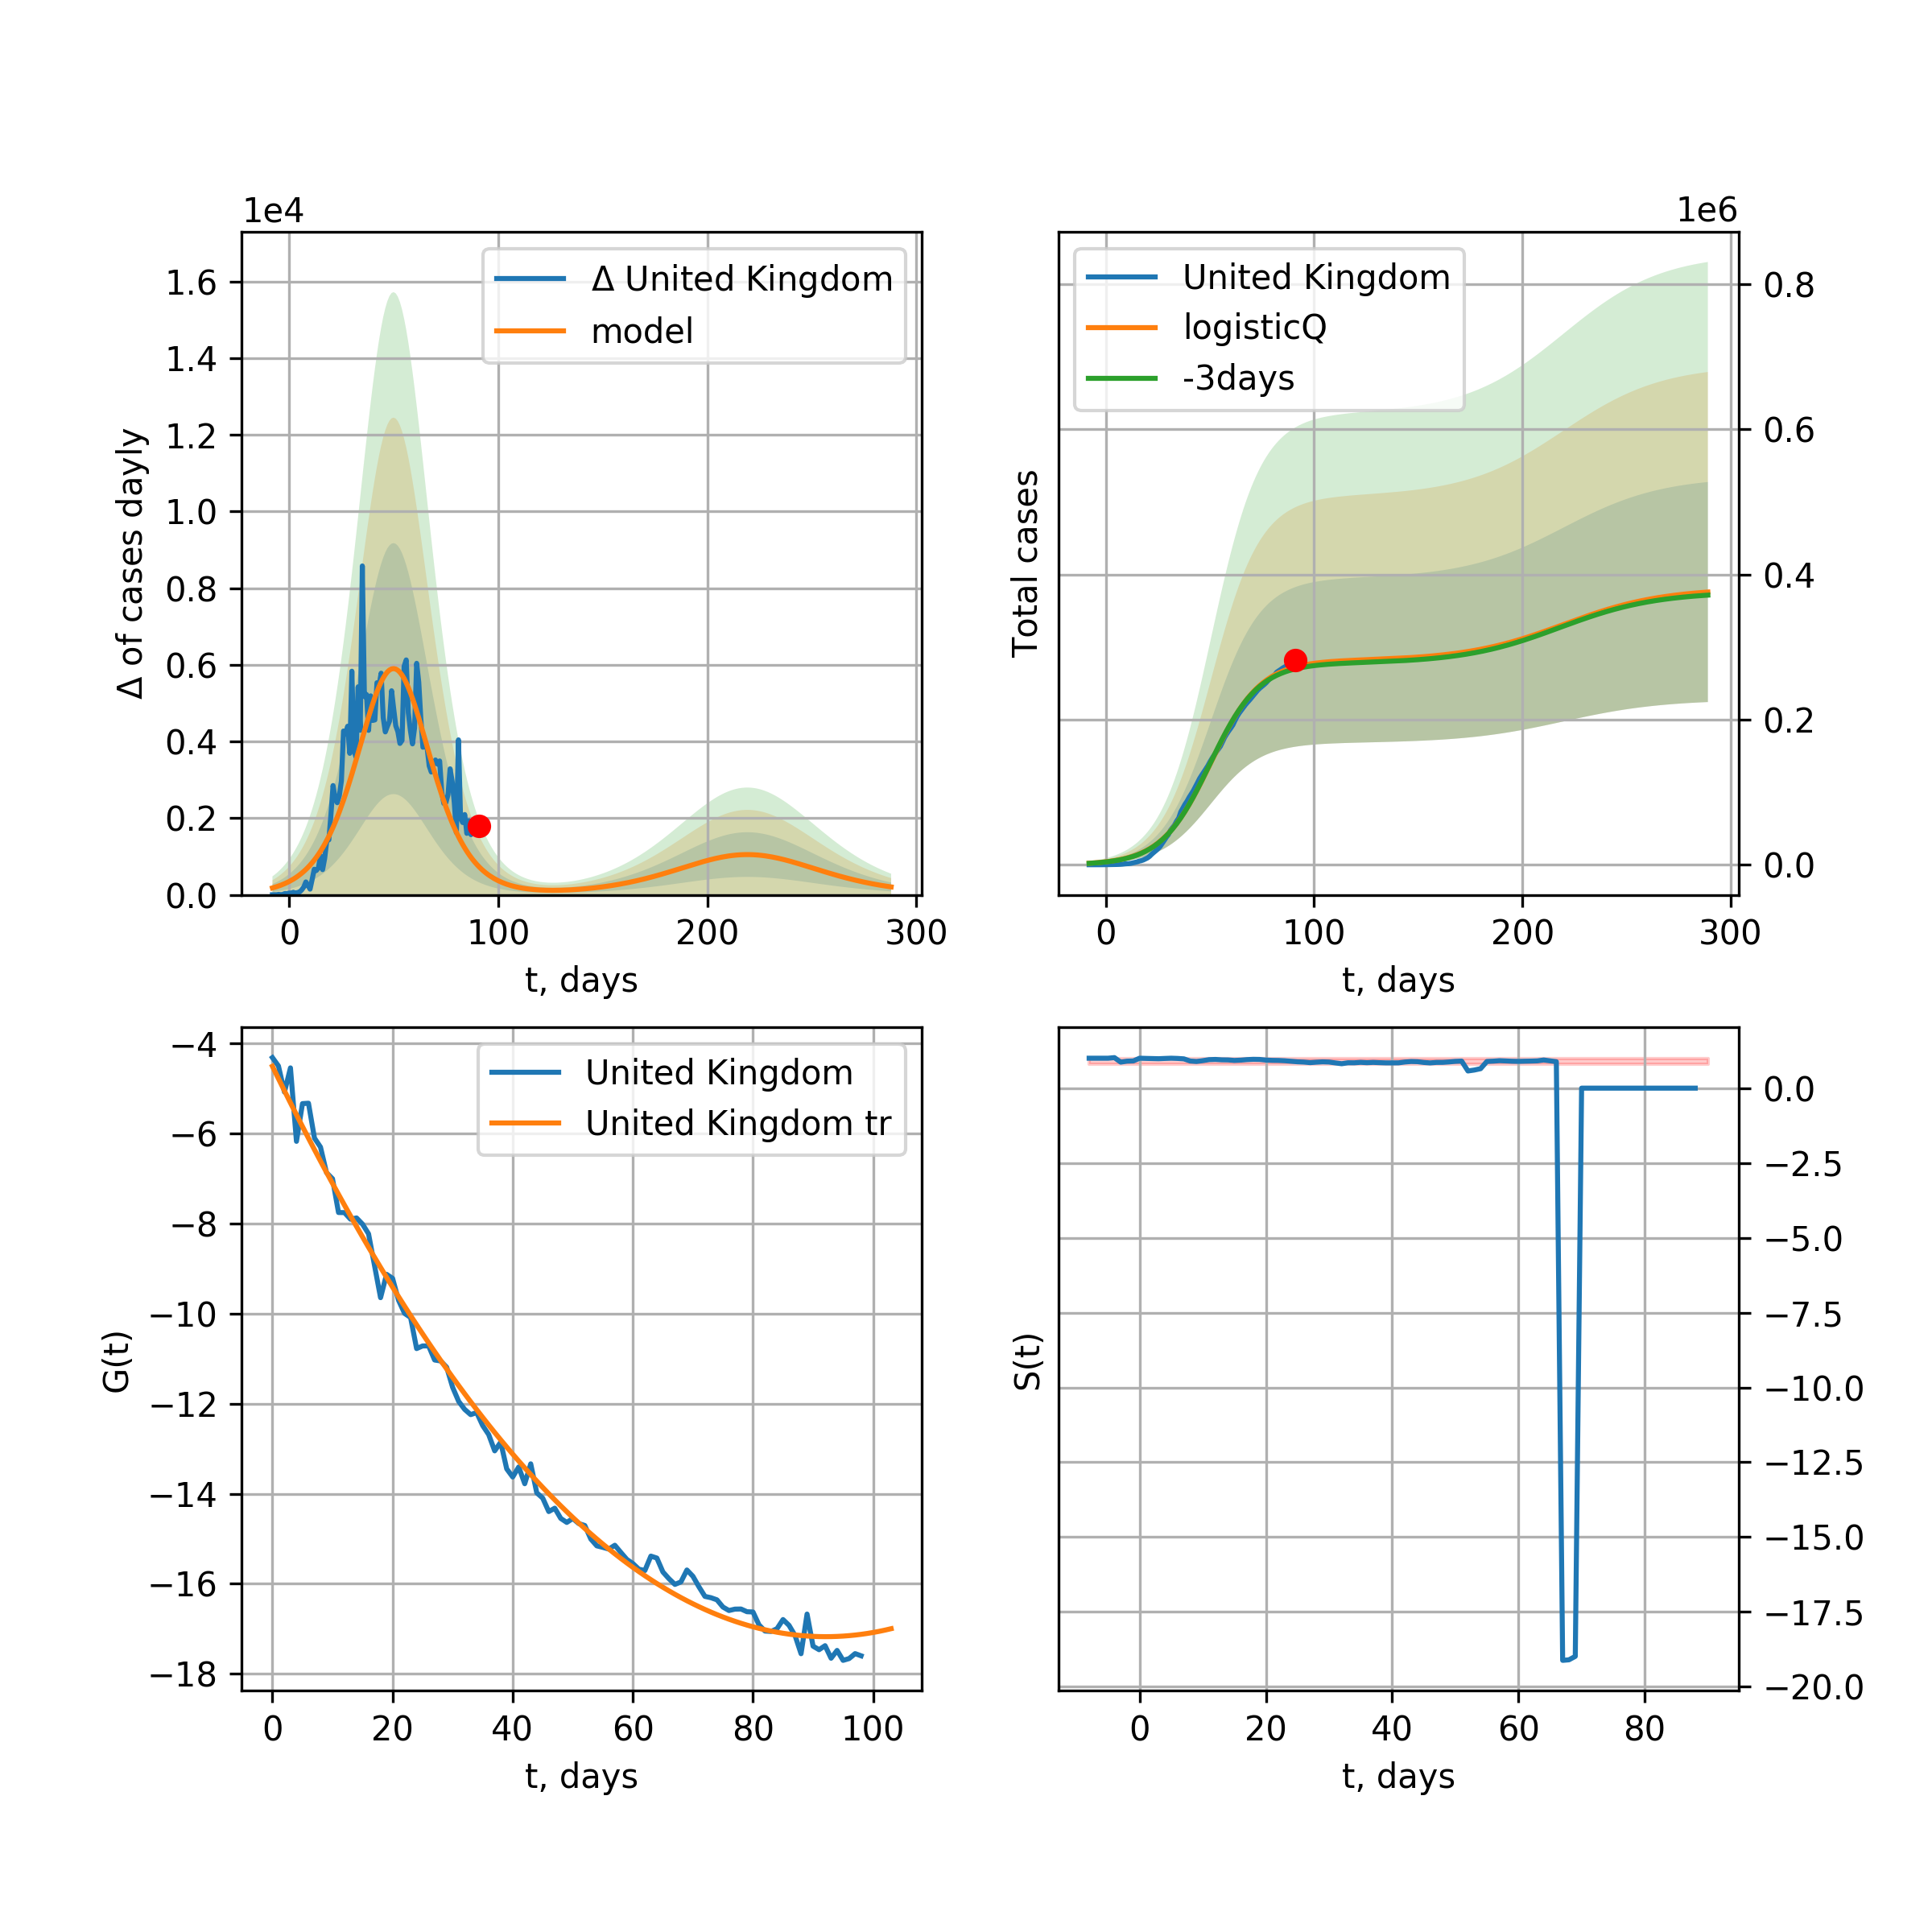 1e4
Δ of cases dayly
1.6
1.4
1.2
1.0
0.8
0.6
0.4
0.2
0.0
Δ United Kingdom
model
0 100 200 300
t, days
1e6
Total cases
United Kingdom
logisticQ
-3days
0.8
0.6
0.4
0.2
0.0
0 100 200 300
t, days
G(t)
−4
−6
−8
−10
−12
−14
−16
−18
United Kingdom
United Kingdom tr
0 20 40 60 80 100
t, days
S(t)
0.0
−2.5
−5.0
−7.5
−10.0
−12.5
−15.0
−17.5
−20.0
0 20 40 60 80
t, days